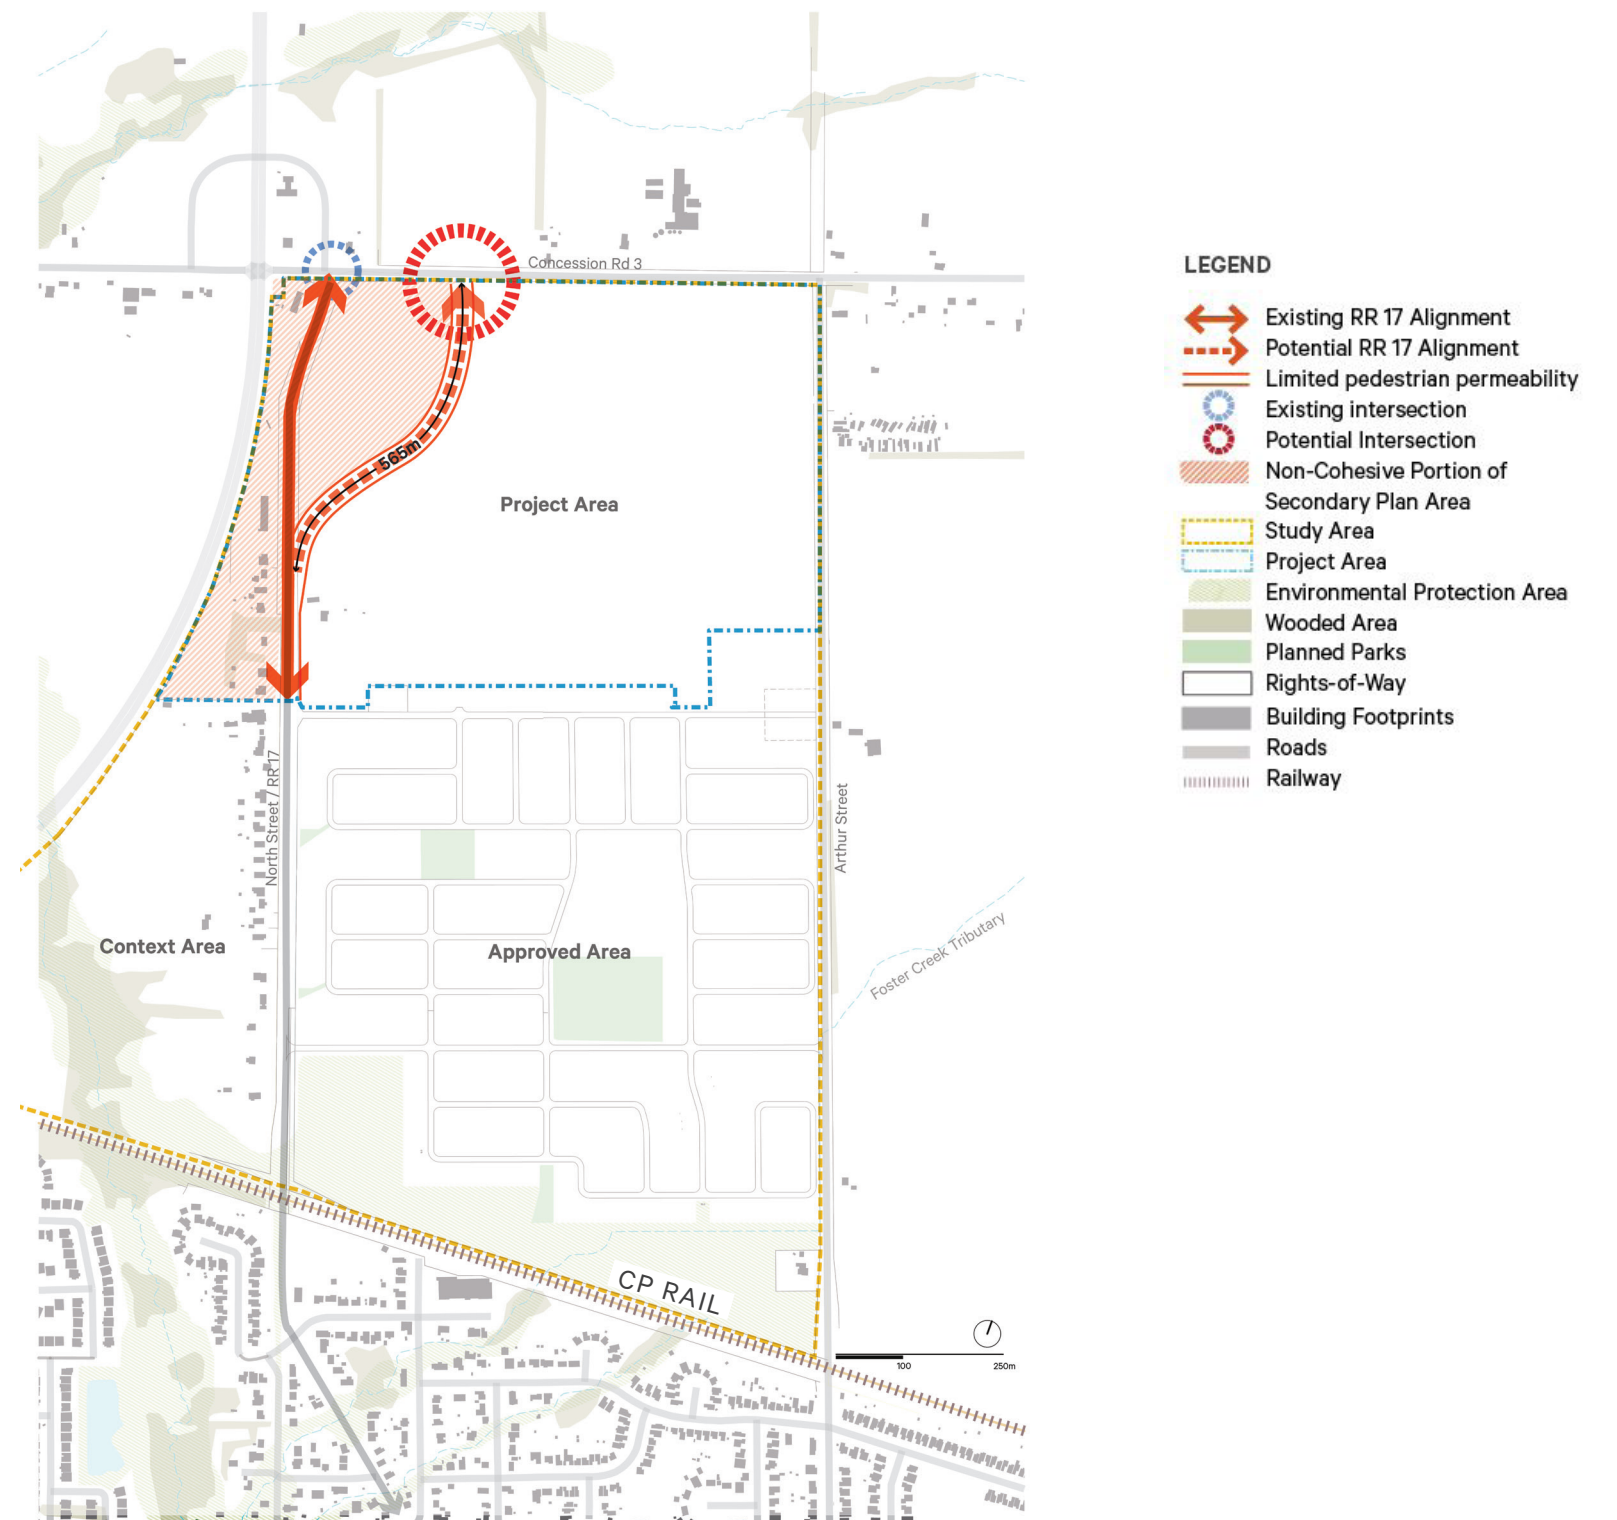 Concession Rd 3
565m
Project Area
North Street / RR 17
Arthur Street
Context Area
Approved Area
Foster Creek Tributary
CP RAIL
100
250m
LEGEND
Existing RR 17 Alignment
Potential RR 17 Alignment
Limited pedestrian permeability
Existing intersection
Potential Intersection
Non-Cohesive Portion of
Secondary Plan Area
Study Area
Project Area
Environmental Protection Area
Wooded Area
Planned Parks
Rights-of-Way
Building Footprints
Roads
Railway